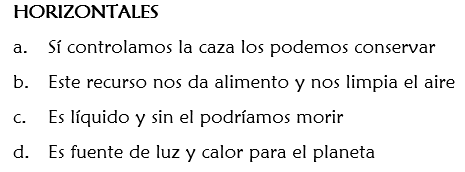 HORIZONTALES
a. Sí controlamos la caza los podemos conservar
b. Este recurso nos da alimento y nos limpia el aire
c. Es líquido y sin el podríamos morir
d. Es fuente de luz y calor para el planeta